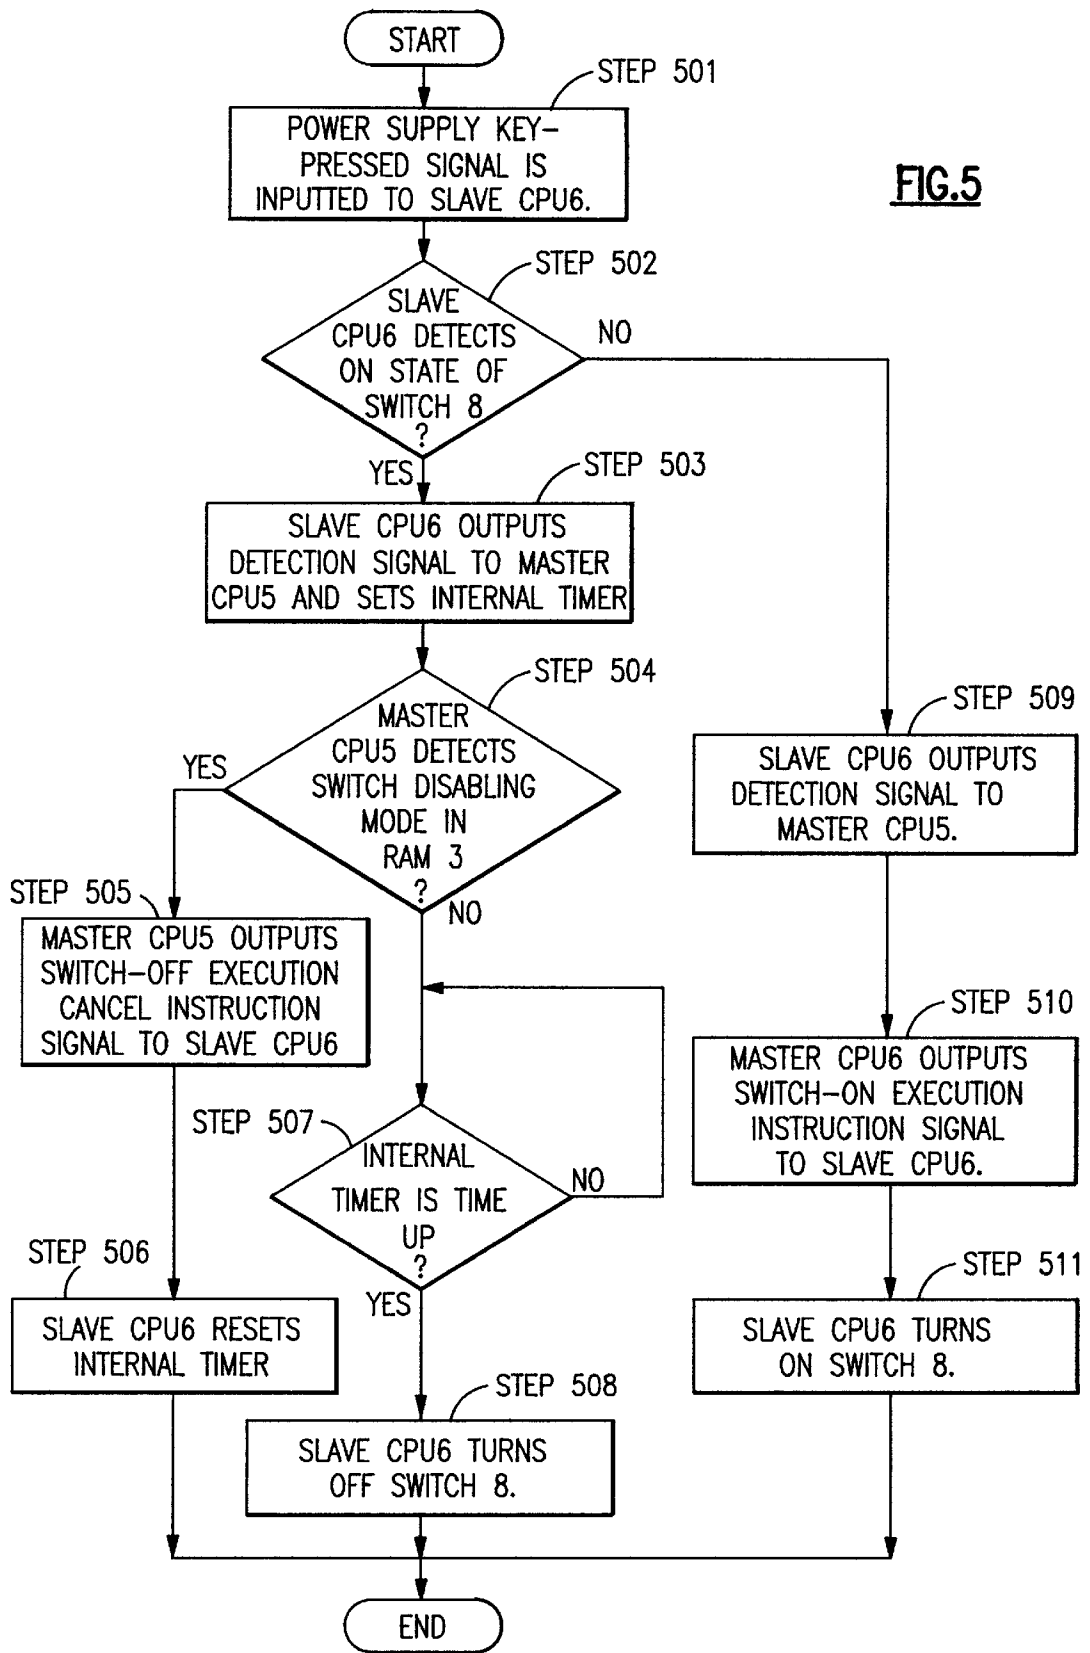 START
STEP 501
POWER SUPPLY KEY-
PRESSED SIGNAL IS
INPUTTED TO SLAVE CPU6.
FIG.5
STEP 502
SLAVE
CPU6 DETECTS
ON STATE OF
SWITCH 8
?
NO
YES
STEP 503
SLAVE CPU6 OUTPUTS
DETECTION SIGNAL TO MASTER
CPU5 AND SETS INTERNAL TIMER
STEP 504
MASTER
CPU5 DETECTS
SWITCH DISABLING
MODE IN
RAM 3
?
YES
NO
STEP 509
SLAVE CPU6 OUTPUTS
DETECTION SIGNAL TO
MASTER CPU5.
STEP 505
MASTER CPU5 OUTPUTS
SWITCH-OFF EXECUTION
CANCEL INSTRUCTION
SIGNAL TO SLAVE CPU6
STEP 510
MASTER CPU6 OUTPUTS
SWITCH-ON EXECUTION
INSTRUCTION SIGNAL
TO SLAVE CPU6.
STEP 507
INTERNAL
TIMER IS TIME
UP
?
NO
YES
STEP 506
SLAVE CPU6 RESETS
INTERNAL TIMER
STEP 511
SLAVE CPU6 TURNS
ON SWITCH 8.
STEP 508
SLAVE CPU6 TURNS
OFF SWITCH 8.
END